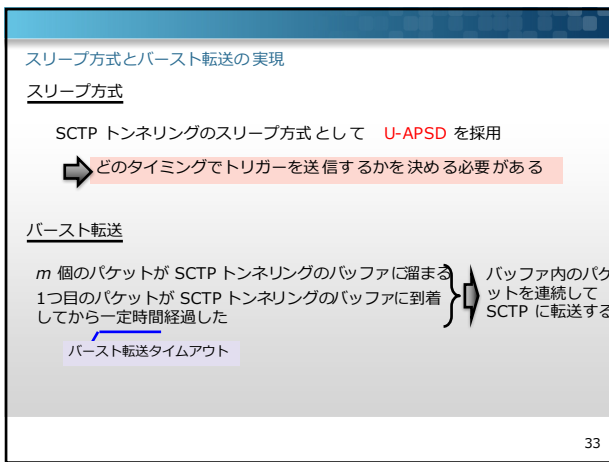 スリープ方式とバースト転送の実現
スリープ方式
SCTP トンネリングのスリープ方式として U-APSD を採用
どのタイミングでトリガーを送信するかを決める必要がある
バースト転送
m 個のパケットが SCTP トンネリングのバッファに溜まる
1つ目のパケットが SCTP トンネリングのバッファに到着
してから一定時間経過した
バッファ内のパケ
ットを連続して
SCTP に転送する
バースト転送タイムアウト
33